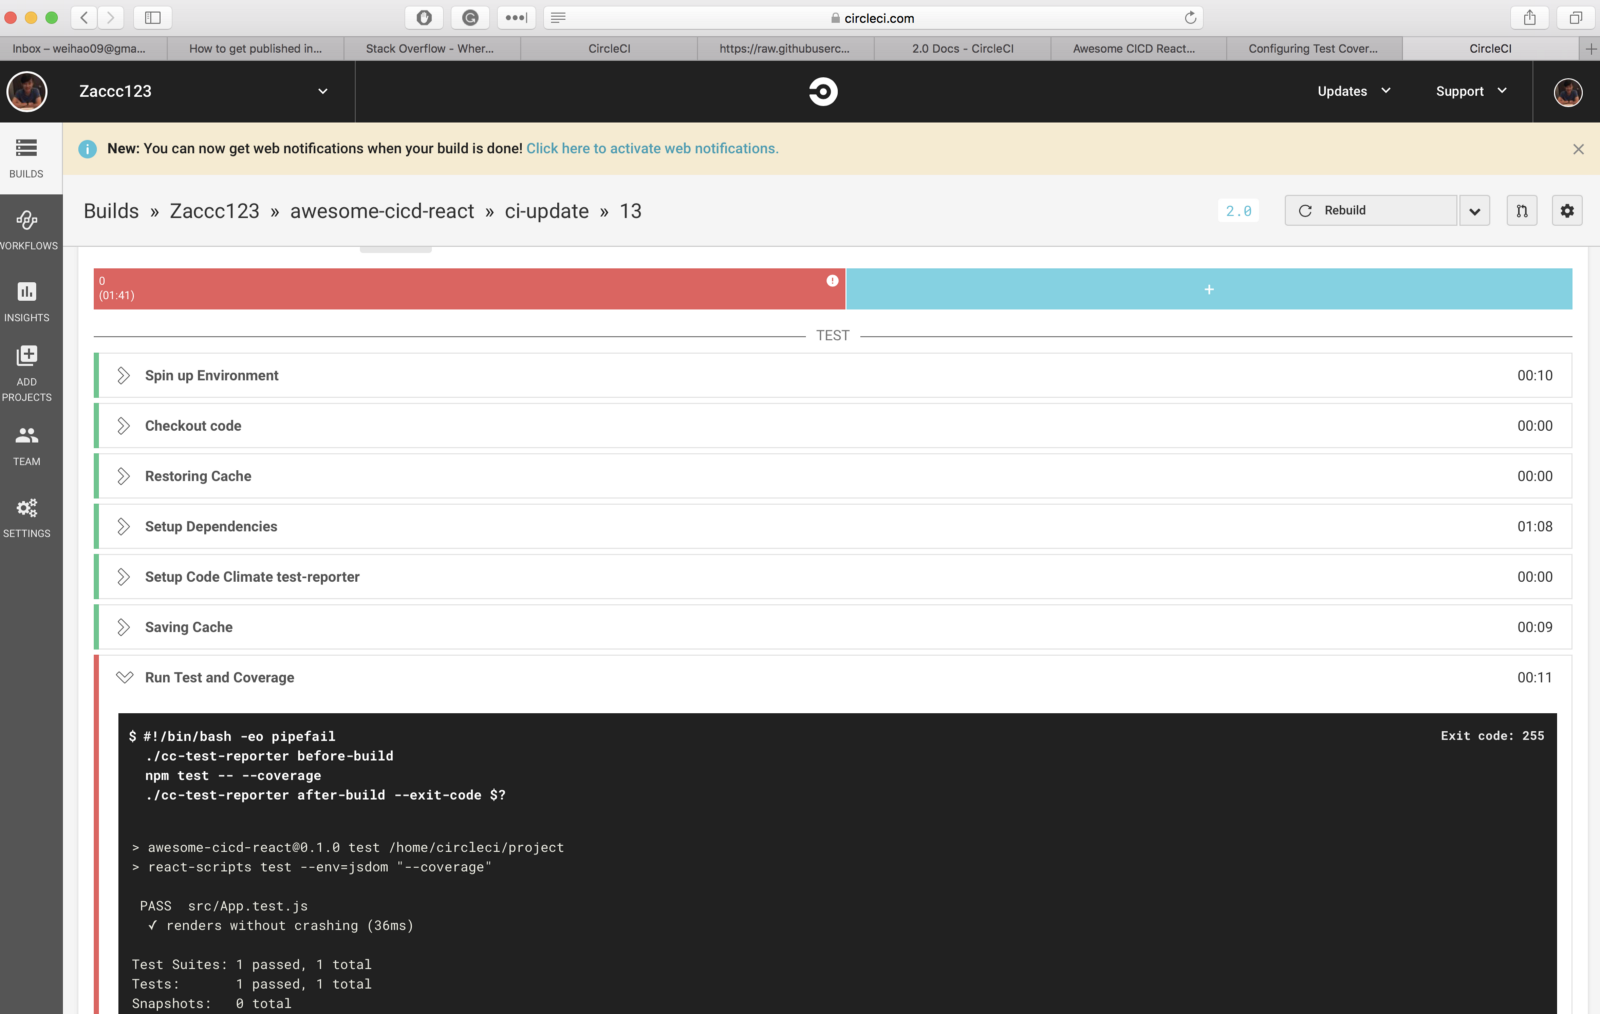 circleci.com
Inbox – weihao09@gma...
How to get published in...
Stack Overflow - Wher...
CircleCI
https://raw.githubuserc...
2.0 Docs - CircleCI
Awesome CICD React...
Configuring Test Cover...
CircleCI
Zaccc123
Updates
Support
New: You can now get web notifications when your build is done! Click here to activate web notifications.
BUILDS
Builds » Zaccc123 » awesome-cicd-react » ci-update » 13
2.0
Rebuild
WORKFLOWS
INSIGHTS
ADD
PROJECTS
TEAM
SETTINGS
0
(01:41)
+
TEST
Spin up Environment 00:10
Checkout code 00:00
Restoring Cache 00:00
Setup Dependencies 01:08
Setup Code Climate test-reporter 00:00
Saving Cache 00:09
Run Test and Coverage 00:11
$ #!/bin/bash -eo pipefail
Exit code: 255
./cc-test-reporter before-build
npm test -- --coverage
./cc-test-reporter after-build --exit-code $?
> awesome-cicd-react@0.1.0 test /home/circleci/project
> react-scripts test --env=jsdom "--coverage"
PASS src/App.test.js
✓ renders without crashing (36ms)
Test Suites: 1 passed, 1 total
Tests: 1 passed, 1 total
Snapshots: 0 total